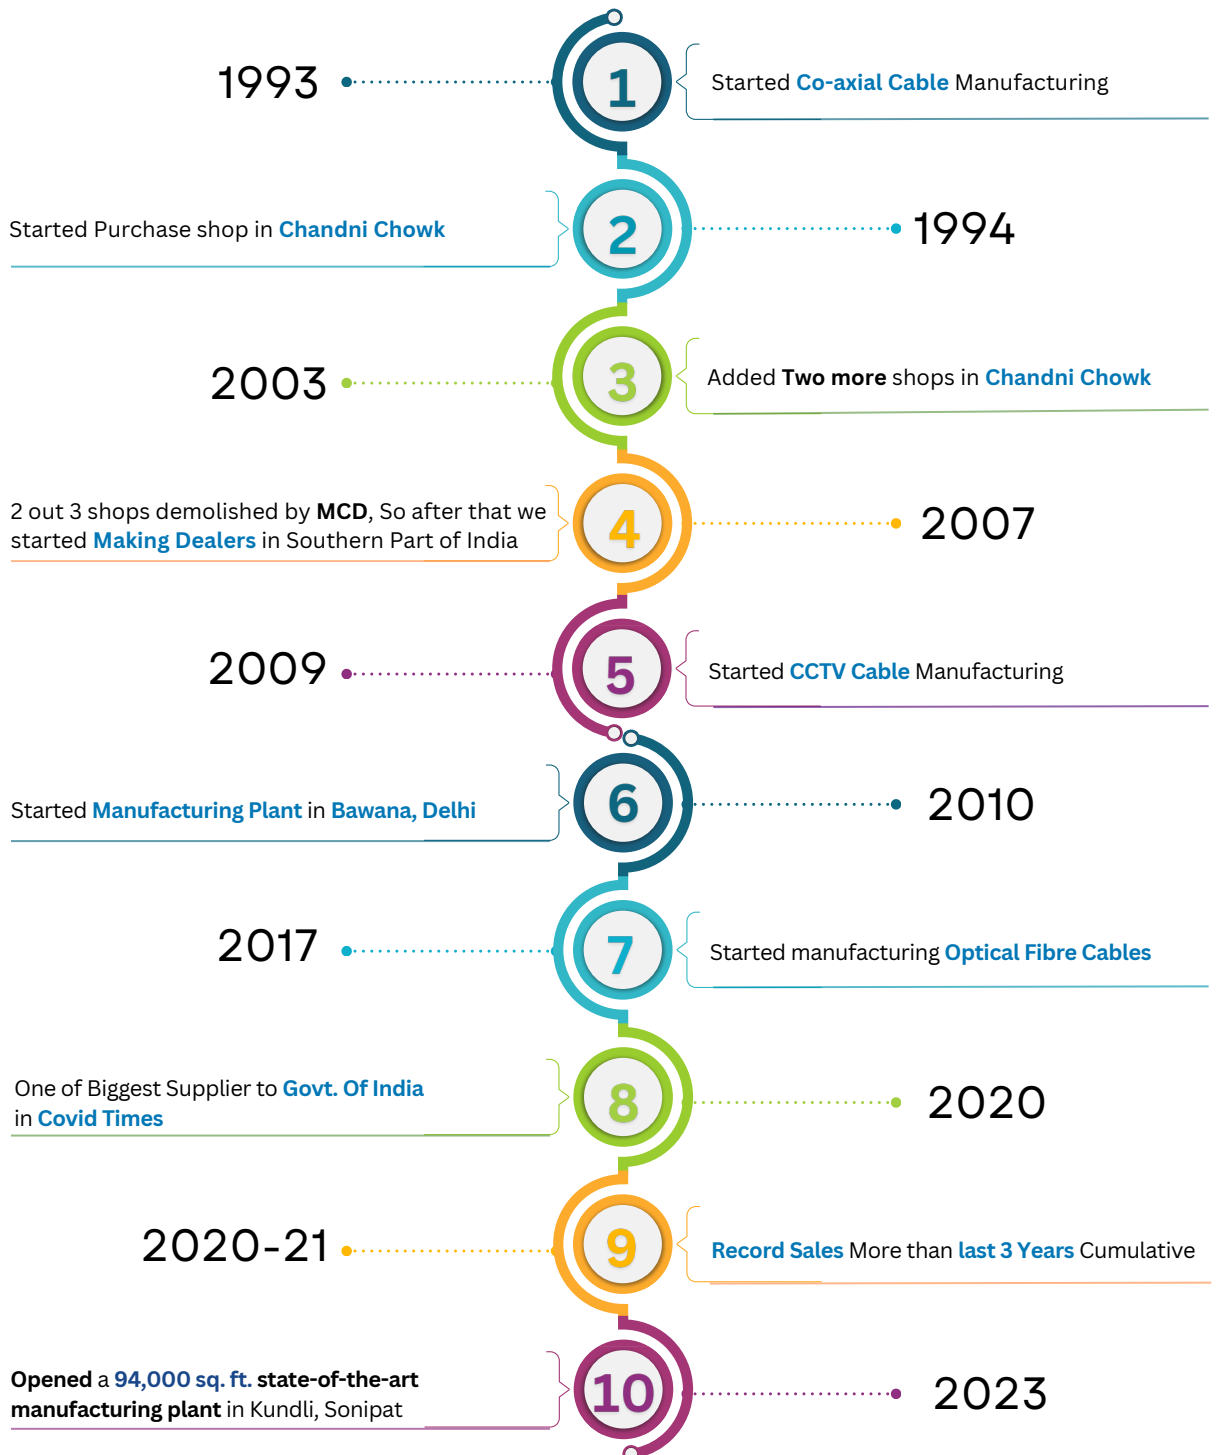 1993
1
Started Co-axial Cable Manufacturing
Started Purchase shop in Chandni Chowk
2
1994
2003
3
Added Two more shops in Chandni Chowk
2 out 3 shops demolished by MCD, So after that we
started Making Dealers in Southern Part of India
4
2007
2009
5
Started CCTV Cable Manufacturing
Started Manufacturing Plant in Bawana, Delhi
6
2010
2017
7
Started manufacturing Optical Fibre Cables
One of Biggest Supplier to Govt. Of India
in Covid Times
8
2020
2020-21
9
Record Sales More than last 3 Years Cumulative
Opened a 94,000 sq. ft. state-of-the-art
manufacturing plant in Kundli, Sonipat
10
2023